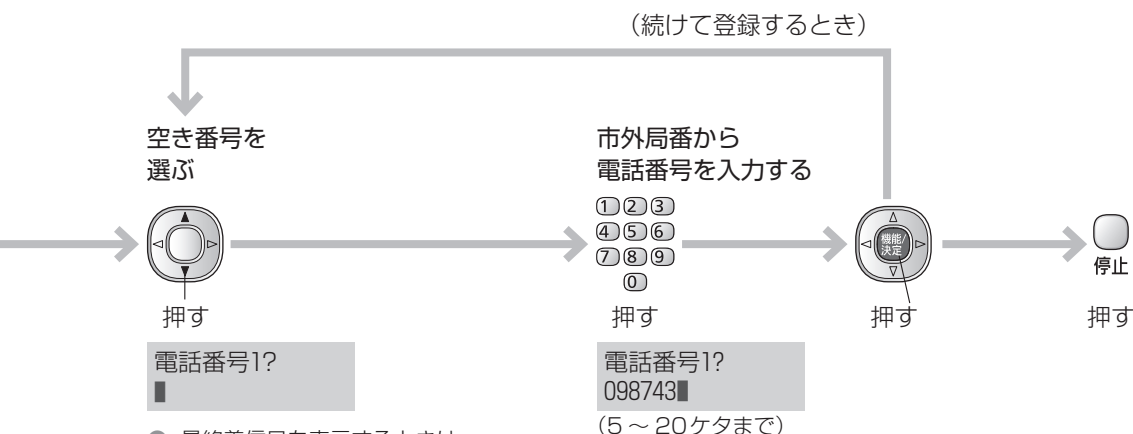 （続けて登録するとき）
空き番号を
選ぶ
市外局番から
電話番号を入力する
1 2 3
4 5 6
7 8 9
0
機能/
決定
停止
押す
押す
押す
押す
電話番号1?
電話番号1?
098743
（5～20ケタまで）